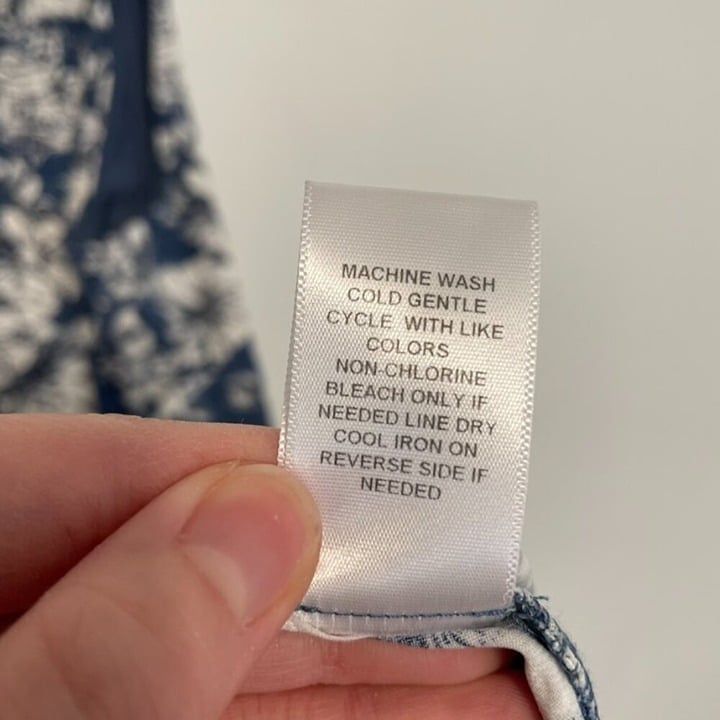 MACHINE WASH
COLD GENTLE
CYCLE WITH LIKE
COLORS
NON-CHLORINE
BLEACH ONLY IF
NEEDED LINE DRY
COOL IRON ON
REVERSE SIDE IF
NEEDED